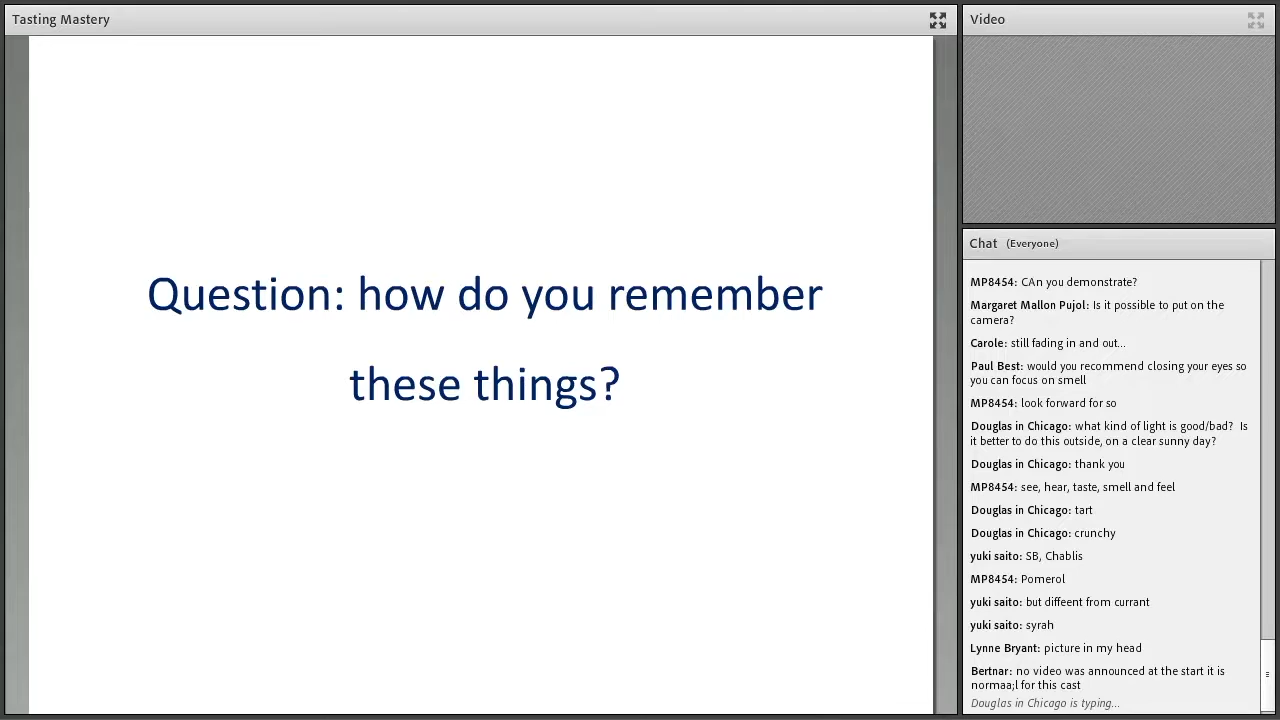 Tasting Mastery
Question: how do you remember
these things?
Video
Chat (Everyone)
MP8454: CAn you demonstrate?
Margaret Mallon Pujol: Is it possible to put on the
camera?
Carole: still fading in and out...
Paul Best: would you recommend closing your eyes so
you can focus on smell
MP8454: look forward for so
Douglas in Chicago: what kind of light is good/bad? Is
it better to do this outside, on a clear sunny day?
Douglas in Chicago: thank you
MP8454: see, hear, taste, smell and feel
Douglas in Chicago: tart
Douglas in Chicago: crunchy
yuki saito: SB, Chablis
MP8454: Pomerol
yuki saito: but diffeent from currant
yuki saito: syrah
Lynne Bryant: picture in my head
Bertnar: no video was announced at the start it is
normaa;l for this cast
Douglas in Chicago is typing...